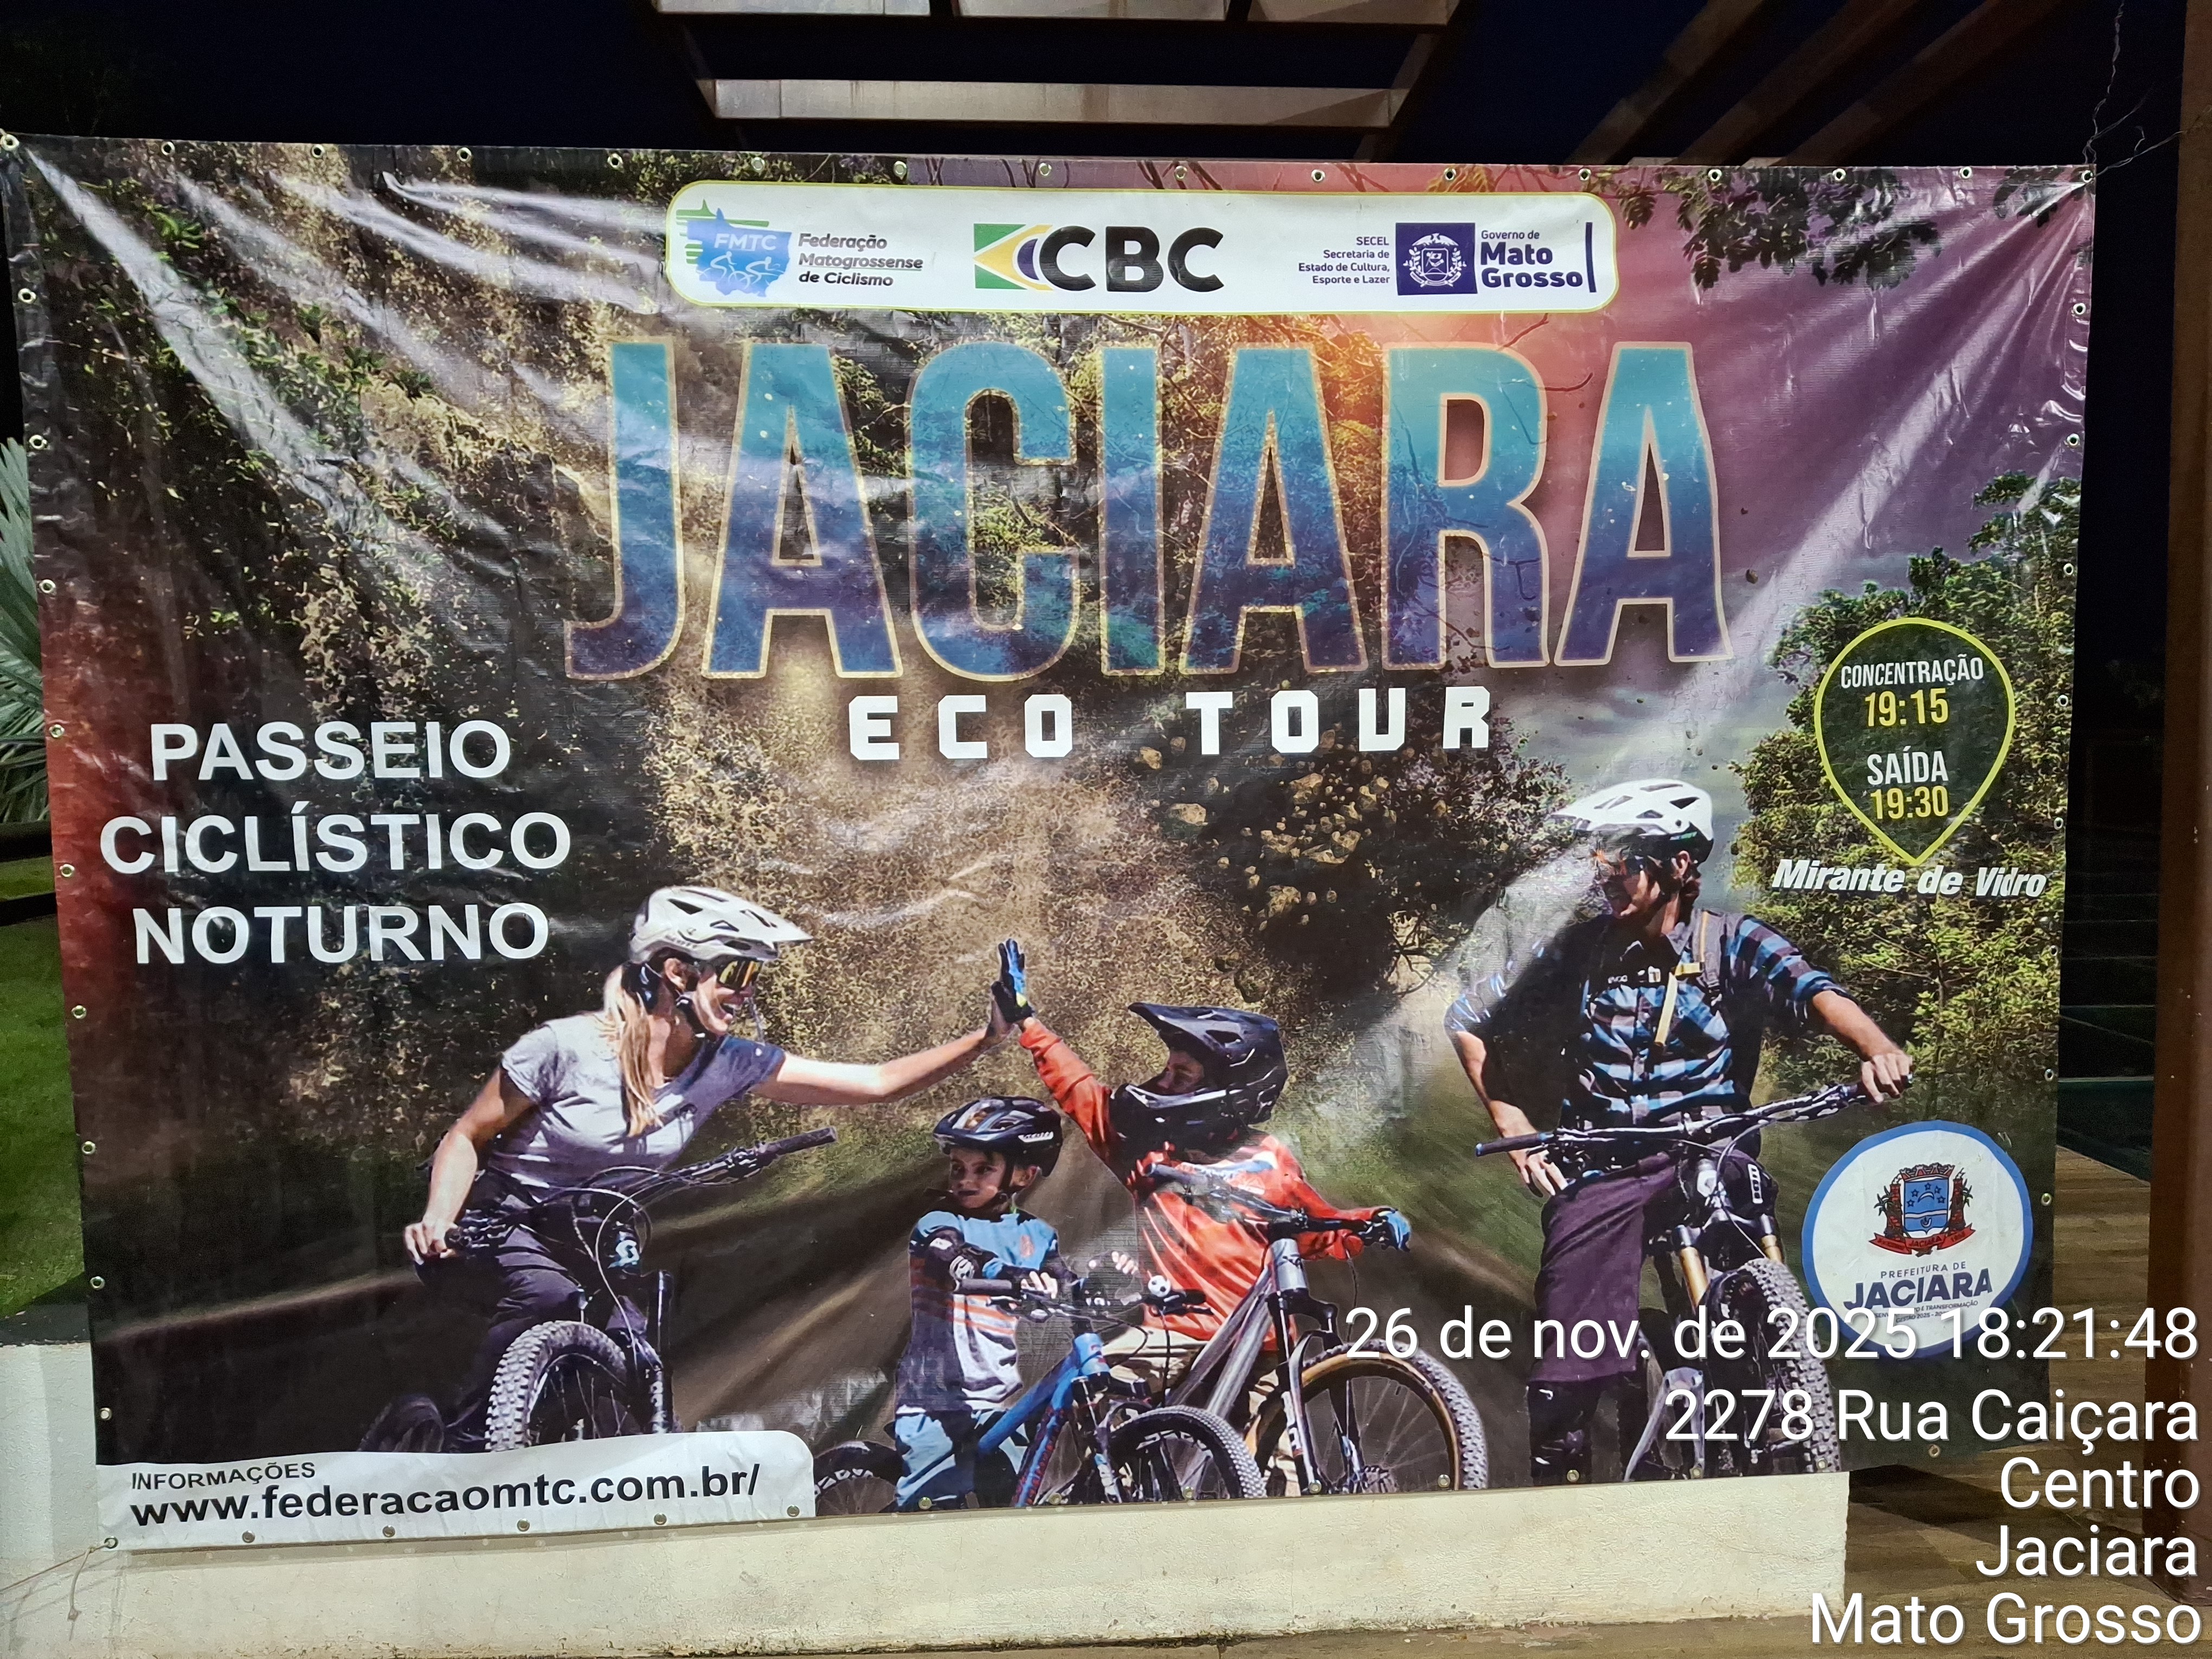 FMTC
Federação
Matogrossense
de Ciclismo
CBC
SECEL
Secretaria de
Estado de Cultura,
Esporte e Lazer
Governo de
Mato
Grosso
JACIARA
ECO TOUR
CONCENTRAÇÃO
19:15
SAÍDA
19:30
Mirante de Vidro
PASSEIO
CICLÍSTICO
NOTURNO
JACIARA
PREFEITURA DE
JACIARA
INFORMAÇÕES
www.federacaomtc.com.br/
26 de nov. de 2025 18:21:48
2278 Rua Caiçara
Centro
Jaciara
Mato Grosso